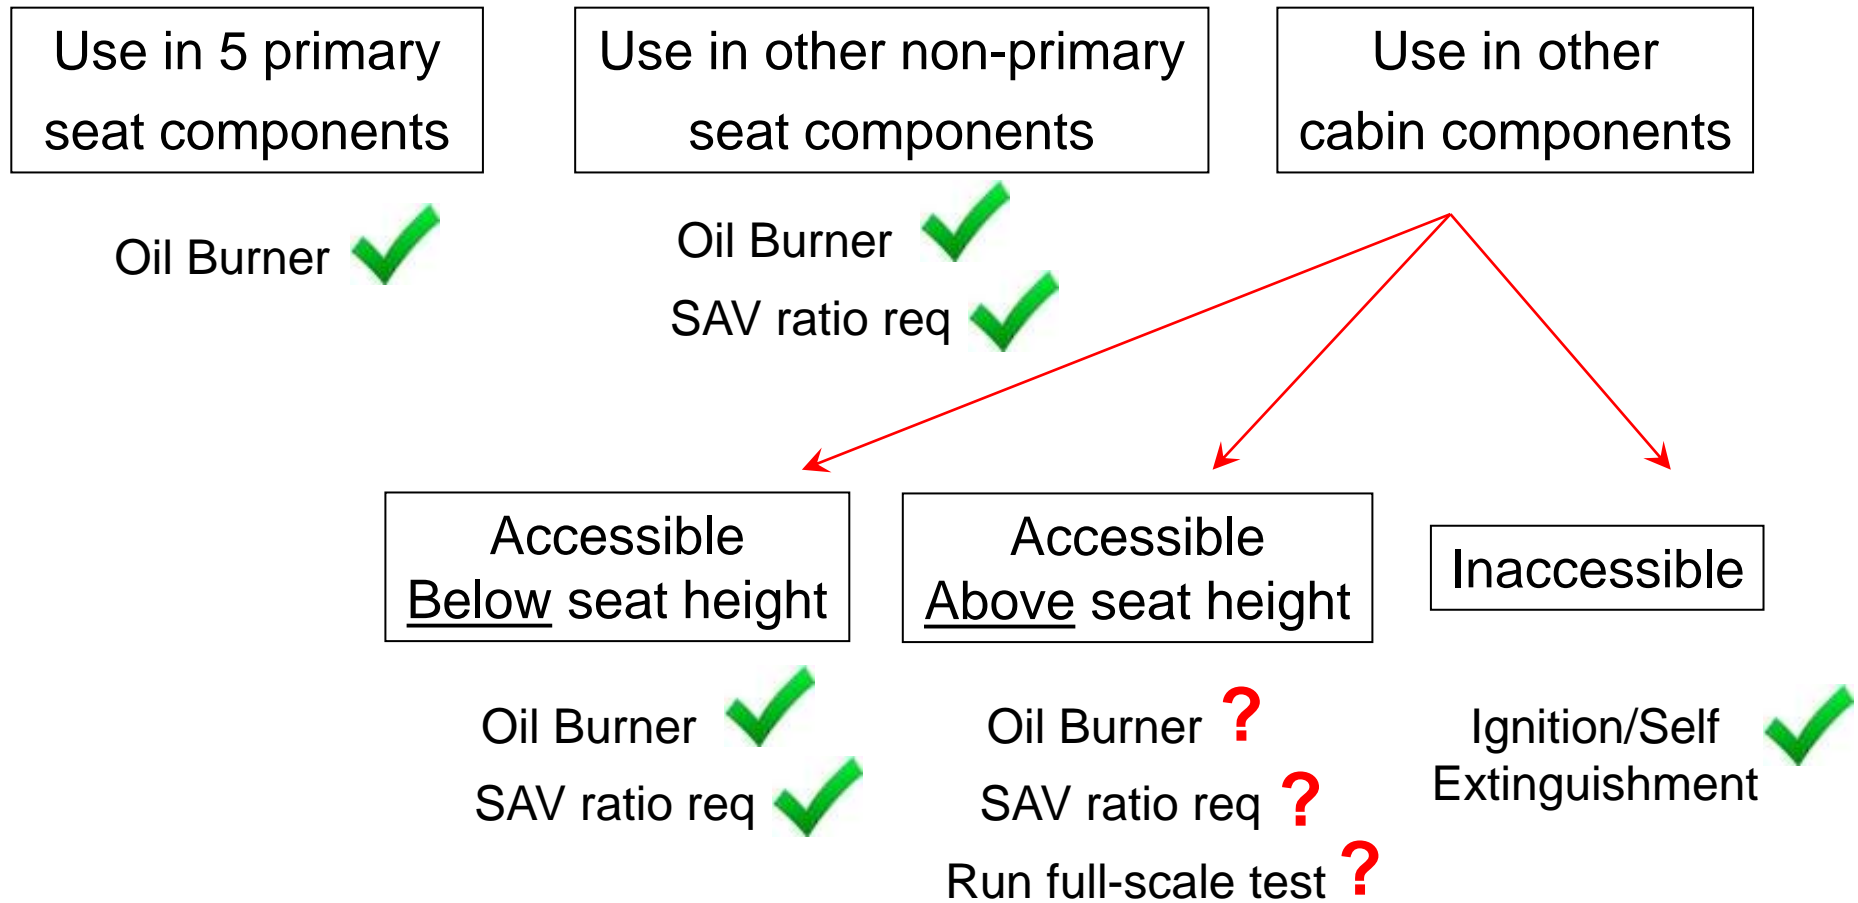 Use in 5 primary
seat components
Use in other non-primary
seat components
Use in other
cabin components
Oil Burner
Oil Burner
SAV ratio req
Accessible
Below seat height
Accessible
Above seat height
Inaccessible
Oil Burner
SAV ratio req
Oil Burner ?
SAV ratio req ?
Run full-scale test ?
Ignition/Self
Extinguishment